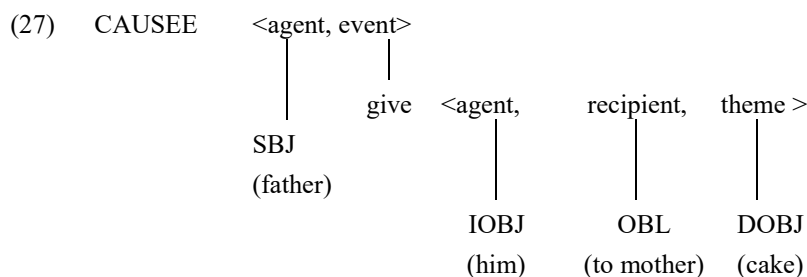 (27) CAUSEE <agent, event>
give <agent, recipient, theme >
SBJ
(father)
IOBJ OBL DOBJ
(him) (to mother) (cake)